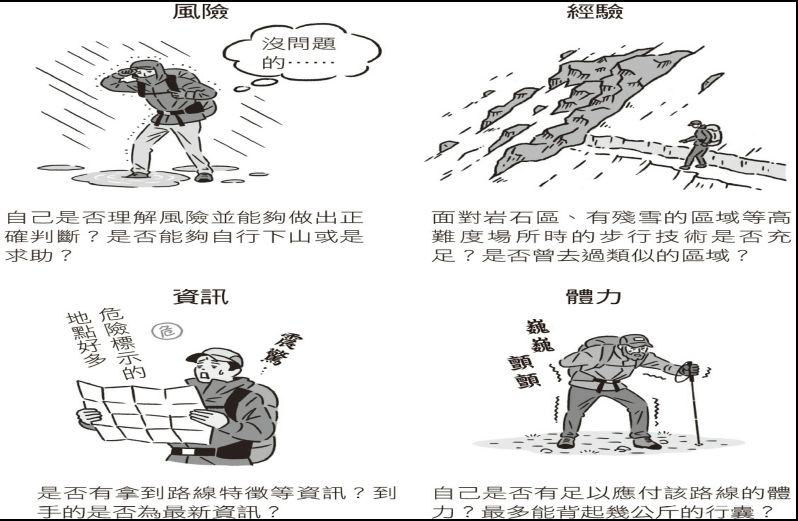 風險
沒問題
的⋯⋯
自己是否理解風險並能夠做出正
確判斷？是否能夠自行下山或是
求助？
經驗
面對岩石區、有殘雪的區域等高
難度場所時的步行技術是否充
足？是否曾去過類似的區域？
資訊
危險標示的
地點好多
危
震驚⋯
是否有拿到路線特徵等資訊？到
手的是否為最新資訊？
體力
巍巍
顫顫
自己是否有足以應付該路線的體
力？最多能背起幾公斤的行囊？